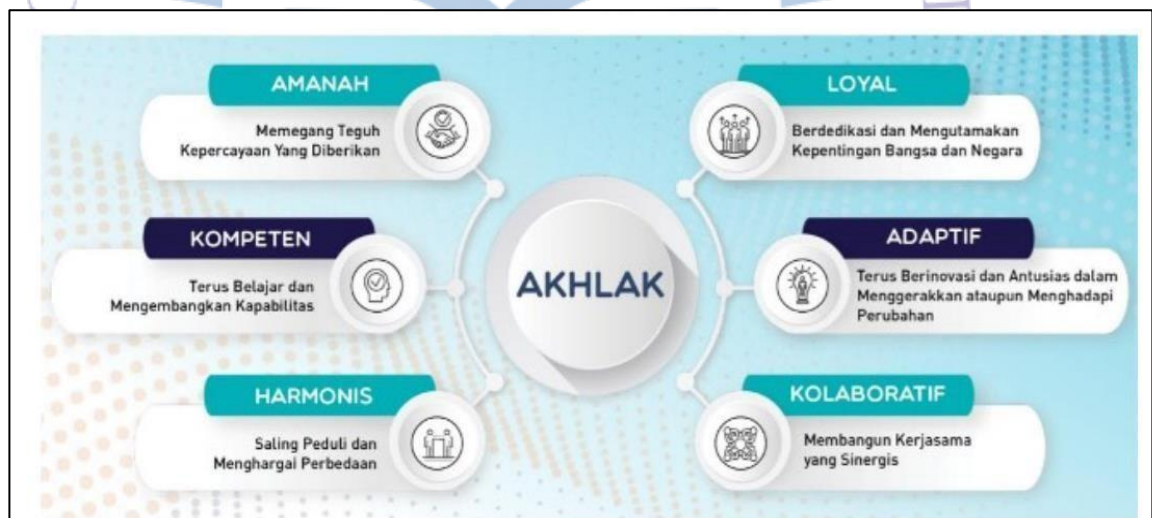 AMANAH
Memegang Teguh
Kepercayaan Yang Diberikan
KOMPETEN
Terus Belajar dan
Mengembangkan Kapabilitas
HARMONIS
Saling Peduli dan
Menghargai Perbedaan
AKHLAK
LOYAL
Berdedikasi dan Mengutamakan
Kepentingan Bangsa dan Negara
ADAPTIF
Terus Berinovasi dan Antusias dalam
Menggerakkan ataupun Menghadapi
Perubahan
KOLABORATIF
Membangun Kerjasama
yang Sinergis